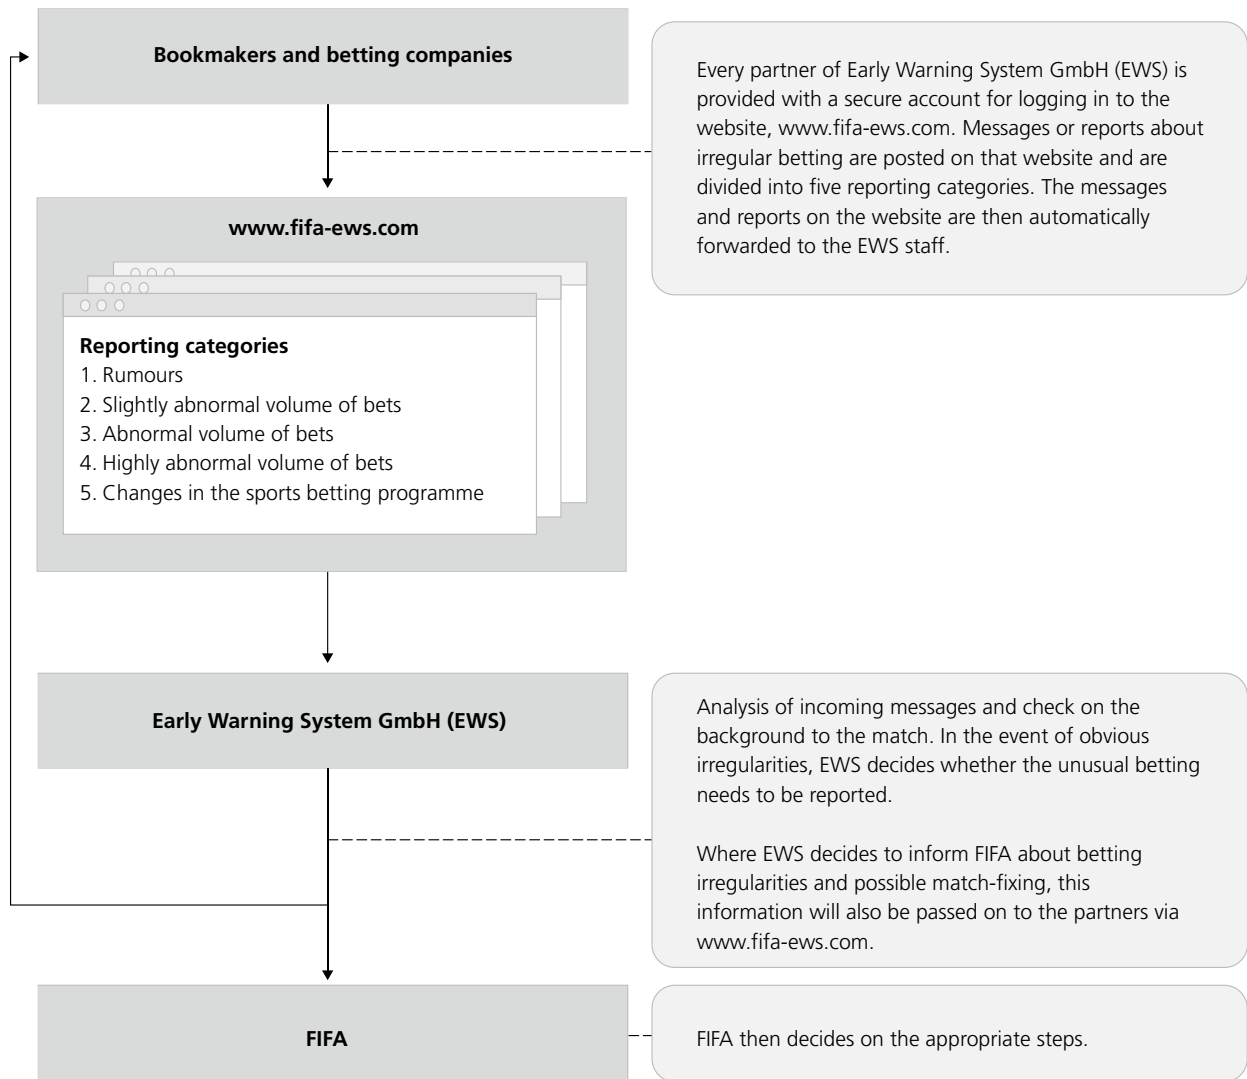 Bookmakers and betting companies
Every partner of Early Warning System GmbH (EWS) is
provided with a secure account for logging in to the
website, www.fifa-ews.com. Messages or reports about
irregular betting are posted on that website and are
divided into five reporting categories. The messages
and reports on the website are then automatically
forwarded to the EWS staff.
www.fifa-ews.com
Reporting categories
1. Rumours
2. Slightly abnormal volume of bets
3. Abnormal volume of bets
4. Highly abnormal volume of bets
5. Changes in the sports betting programme
Early Warning System GmbH (EWS)
Analysis of incoming messages and check on the
background to the match. In the event of obvious
irregularities, EWS decides whether the unusual betting
needs to be reported.
Where EWS decides to inform FIFA about betting
irregularities and possible match-fixing, this
information will also be passed on to the partners via
www.fifa-ews.com.
FIFA
FIFA then decides on the appropriate steps.